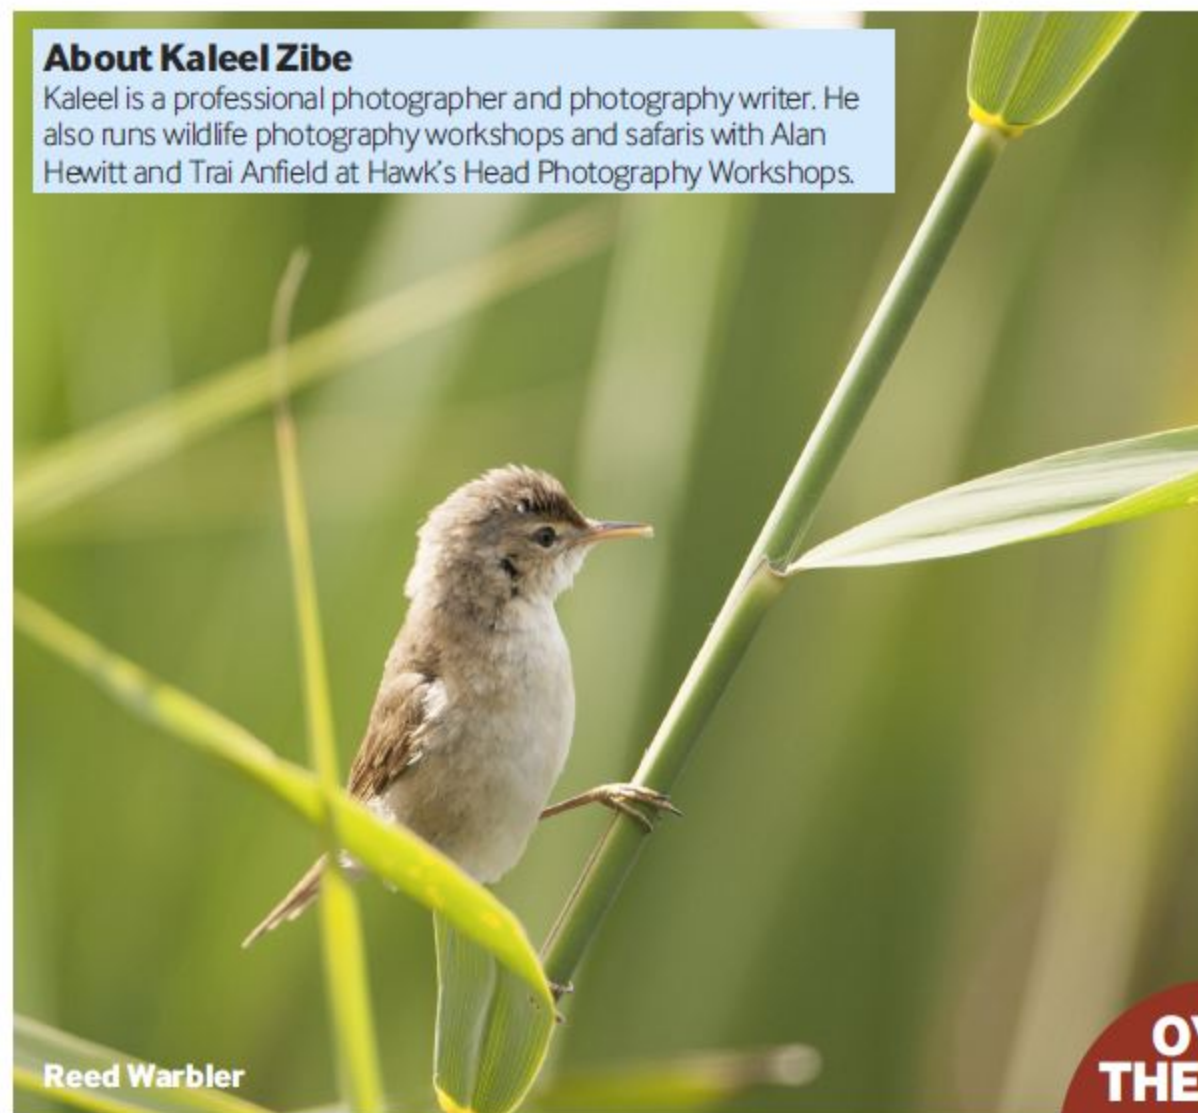 About Kaleel Zibe
Kaleel is a professional photographer and photography writer. He
also runs wildlife photography workshops and safaris with Alan
Hewitt and Trai Anfield at Hawk's Head Photography Workshops.
Reed Warbler
THE